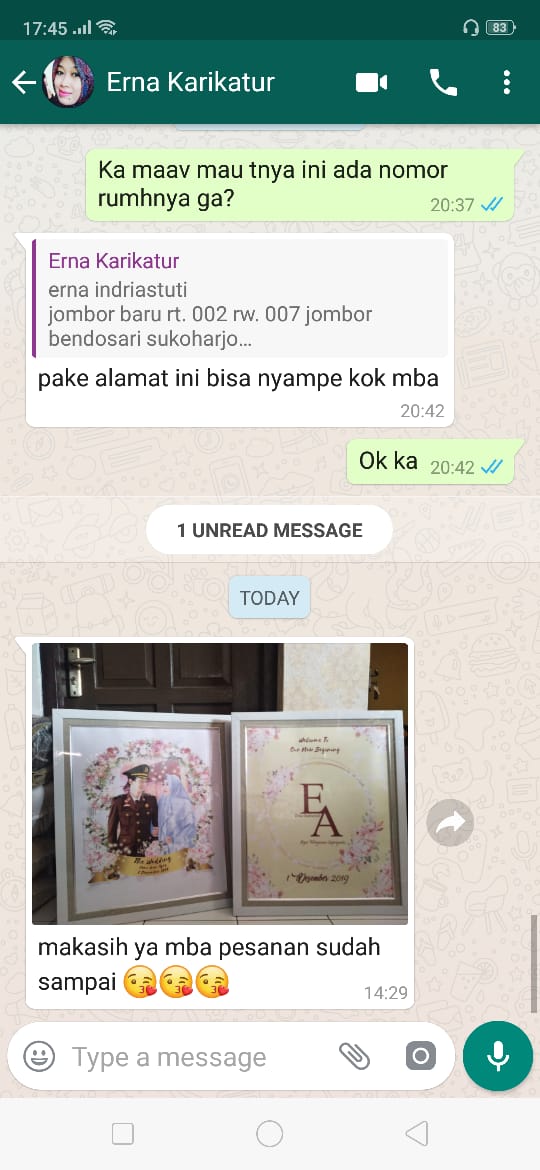 17:45
83
Erna Karikatur
Ka maav mau tnya ini ada nomor
rumhnya ga?
20:37
Erna Karikatur
erna indriastuti
jombor baru rt. 002 rw. 007 jombor
bendosari sukoharjo...
pake alamat ini bisa nyampe kok mba
20:42
Ok ka
20:42
1 UNREAD MESSAGE
TODAY
The Wedding
Welcome To
Our New Beginning
E
A
1st Desember 2019
makasih ya mba pesanan sudah
sampai 😘😘😘
14:29
Type a message